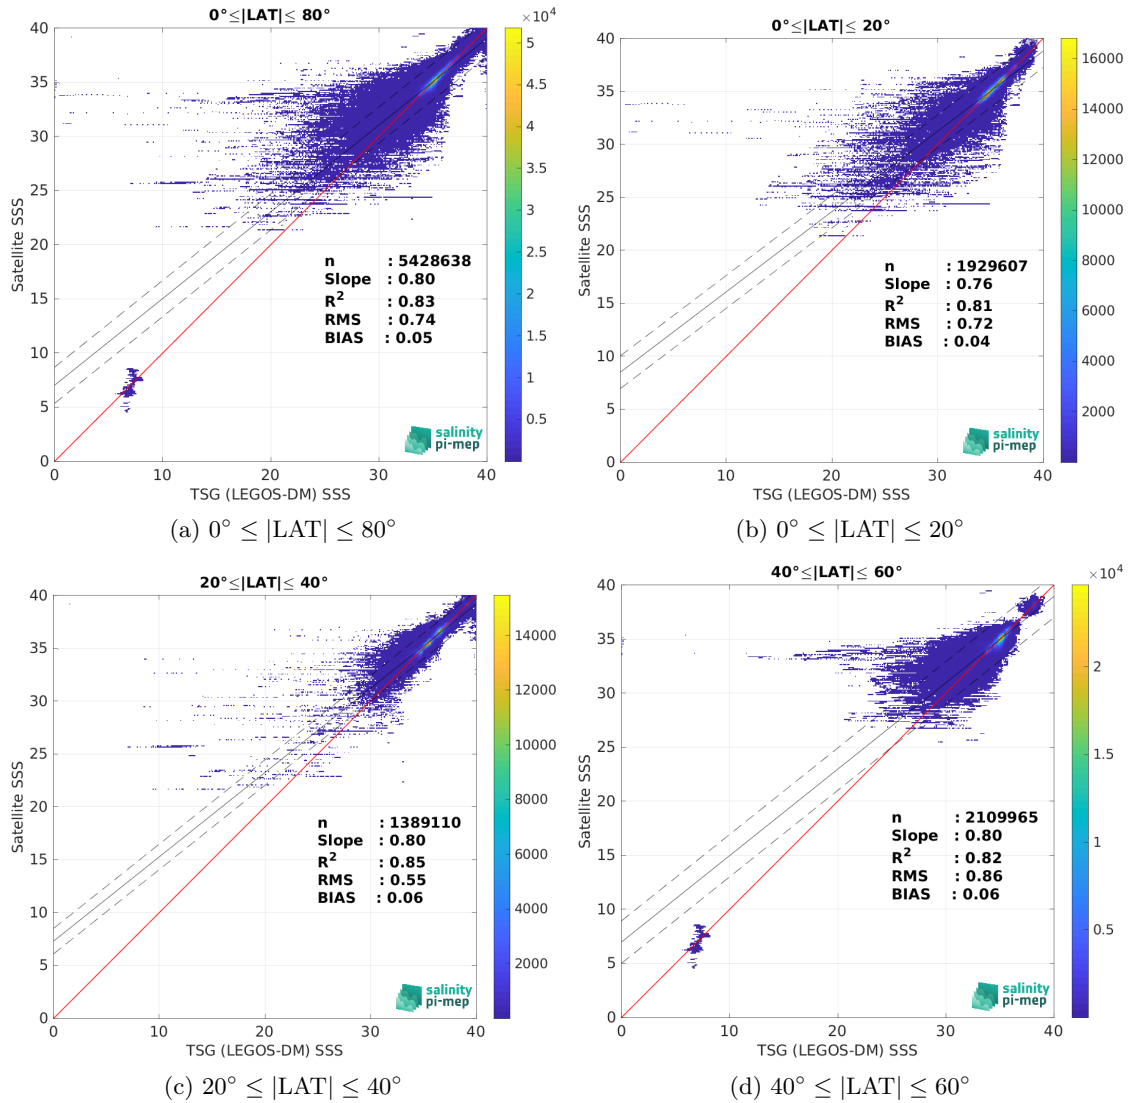 0°≤|LAT|≤ 80°
×10⁴
Satellite SSS
40
35
30
25
20
15
10
5
0
n : 5428638
Slope : 0.80
R² : 0.83
RMS : 0.74
BIAS : 0.05
salinity
pi-mep
0 10 20 30 40
TSG (LEGOS-DM) SSS
5
4.5
4
3.5
3
2.5
2
1.5
1
0.5
(a) 0° ≤ |LAT| ≤ 80°
0°≤|LAT|≤ 20°
Satellite SSS
40
35
30
25
20
15
10
5
0
n : 1929607
Slope : 0.76
R² : 0.81
RMS : 0.72
BIAS : 0.04
salinity
pi-mep
0 10 20 30 40
TSG (LEGOS-DM) SSS
16000
14000
12000
10000
8000
6000
4000
2000
(b) 0° ≤ |LAT| ≤ 20°
20°≤|LAT|≤ 40°
Satellite SSS
40
35
30
25
20
15
10
5
0
n : 1389110
Slope : 0.80
R² : 0.85
RMS : 0.55
BIAS : 0.06
salinity
pi-mep
0 10 20 30 40
TSG (LEGOS-DM) SSS
14000
12000
10000
8000
6000
4000
2000
(c) 20° ≤ |LAT| ≤ 40°
40°≤|LAT|≤ 60°
×10⁴
Satellite SSS
40
35
30
25
20
15
10
5
0
n : 2109965
Slope : 0.80
R² : 0.82
RMS : 0.86
BIAS : 0.06
salinity
pi-mep
0 10 20 30 40
TSG (LEGOS-DM) SSS
2
1.5
1
0.5
(d) 40° ≤ |LAT| ≤ 60°